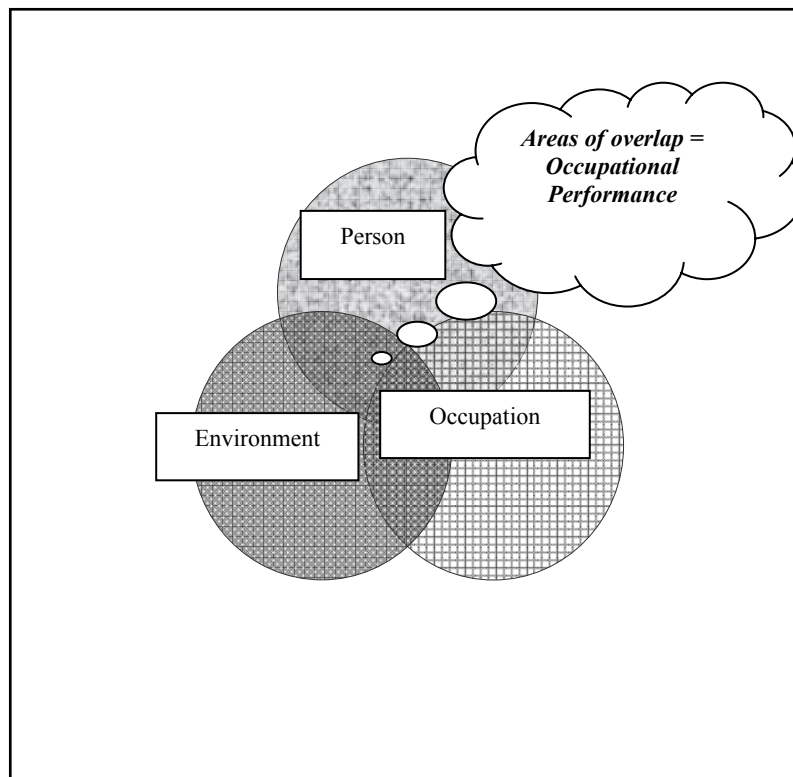 Areas of overlap =
Occupational
Performance
Person
Occupation
Environment